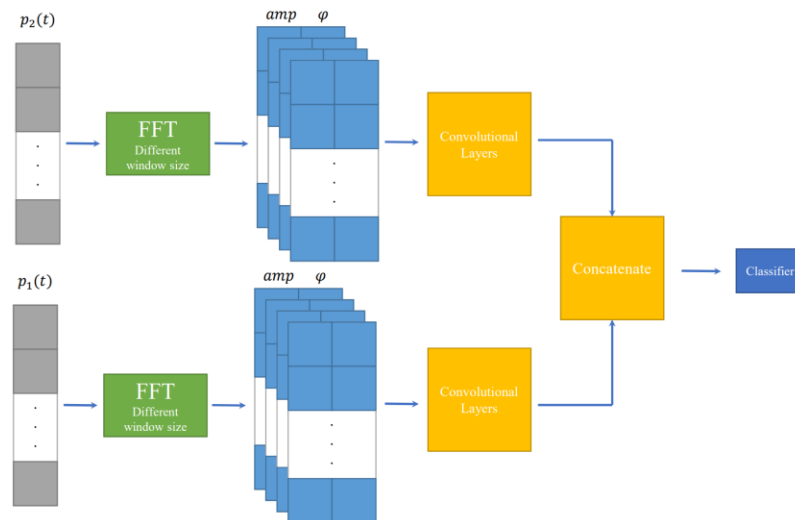 p₂(t)
amp φ
FFT
Different
window size
Convolutional
Layers
p₁(t)
amp φ
FFT
Different
window size
Convolutional
Layers
Concatenate
Classifier